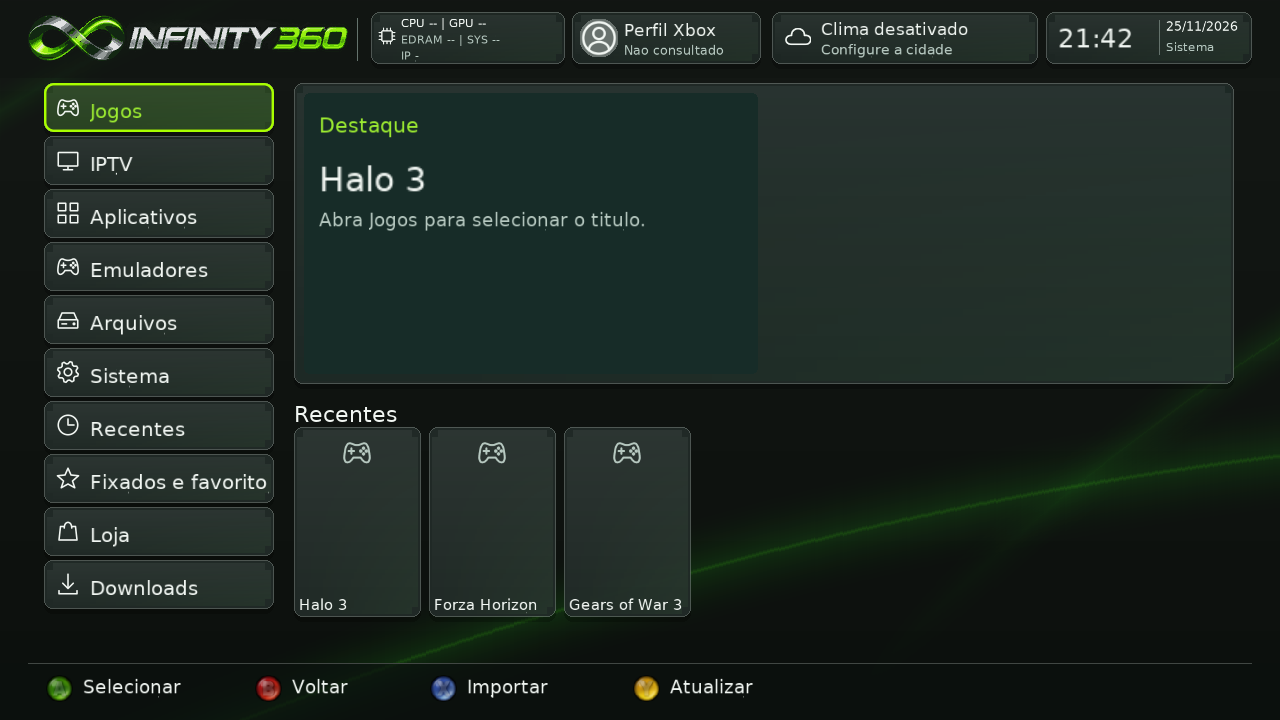 INFINITY 360
CPU -- | GPU --
EDRAM -- | SYS --
IP -
Perfil Xbox
Nao consultado
Clima desativado
Configure a cidade
21:42
25/11/2026
Sistema
Jogos
IPTV
Aplicativos
Emuladores
Arquivos
Sistema
Recentes
Fixados e favorito
Loja
Downloads
Destaque
Halo 3
Abra Jogos para selecionar o titulo.
Recentes
Halo 3
Forza Horizon
Gears of War 3
Selecionar
Voltar
Importar
Atualizar